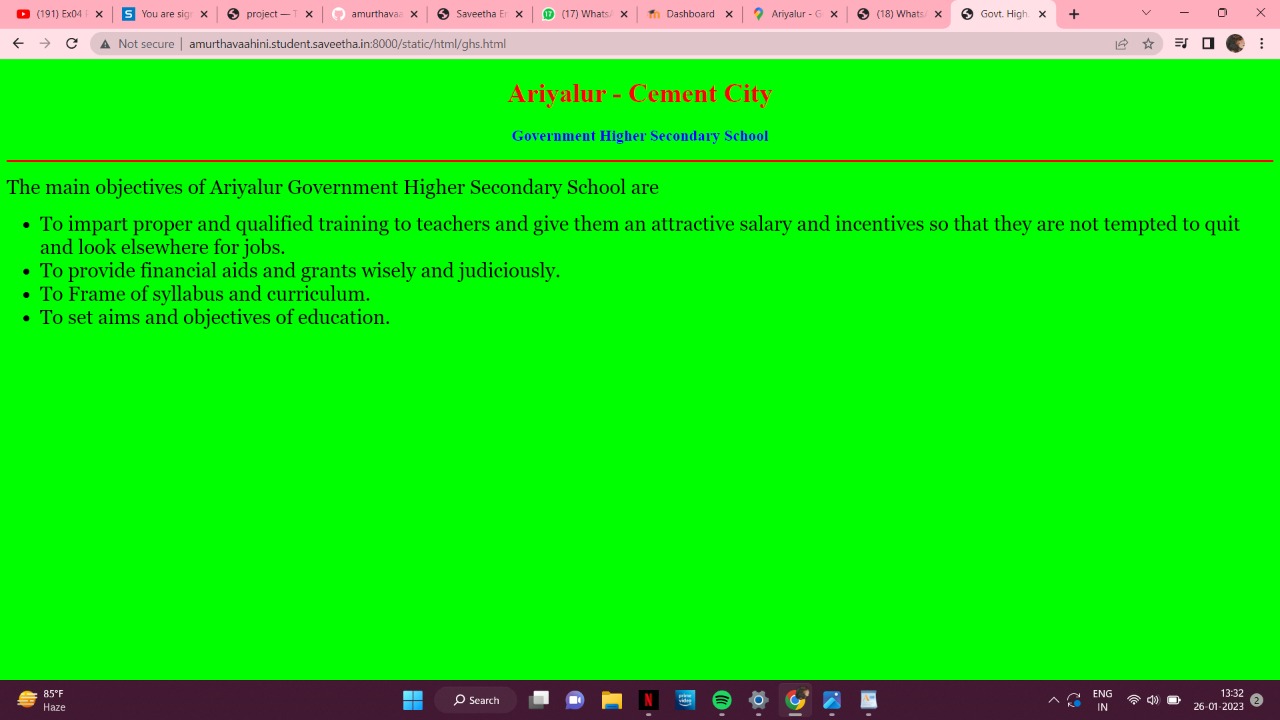 (191) Ex04
You are sig
project — T
amurthavaa
Saveetha E
(17) Whats
Dashboard
Ariyalur - G
(18) Whats
Govt. High
Not secure | amurthavaahini.student.saveetha.in:8000/static/html/ghs.html
Ariyalur - Cement City
Government Higher Secondary School
The main objectives of Ariyalur Government Higher Secondary School are
• To impart proper and qualified training to teachers and give them an attractive salary and incentives so that they are not tempted to quit
and look elsewhere for jobs.
• To provide financial aids and grants wisely and judiciously.
• To Frame of syllabus and curriculum.
• To set aims and objectives of education.
85°F
Haze
Search
ENG
IN
13:32
26-01-2023
2